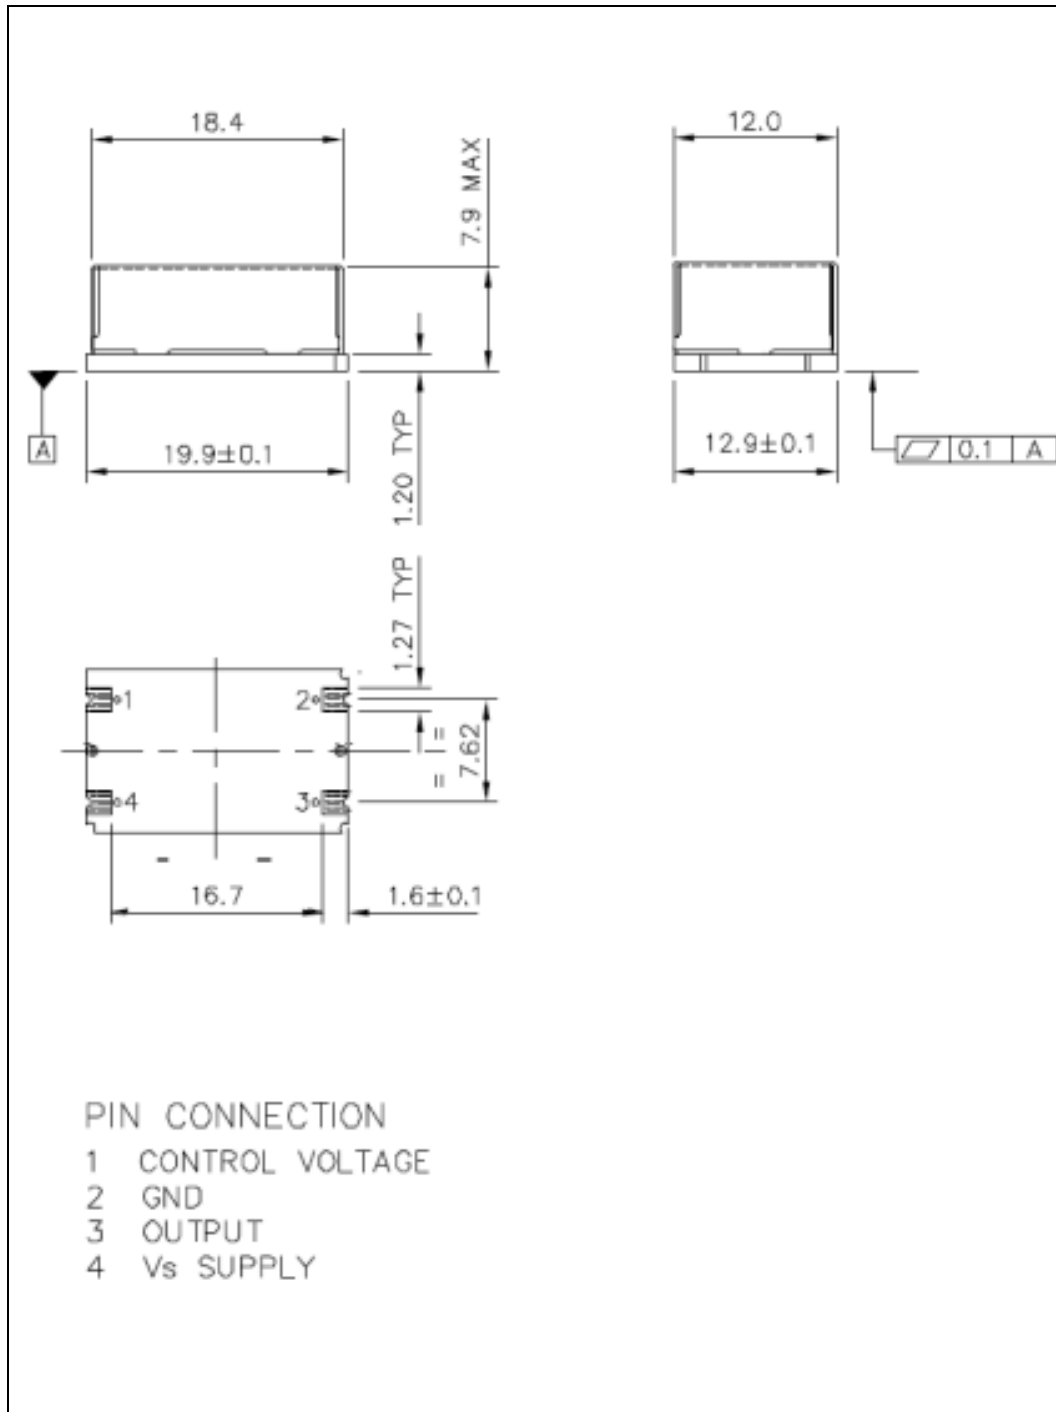 18.4
12.0
7.9 MAX
A
19.9±0.1
1.20 TYP
12.9±0.1
0.1 A
1.27 TYP
1 2
7.62
4 3
16.7
1.6±0.1
PIN CONNECTION
1 CONTROL VOLTAGE
2 GND
3 OUTPUT
4 Vs SUPPLY